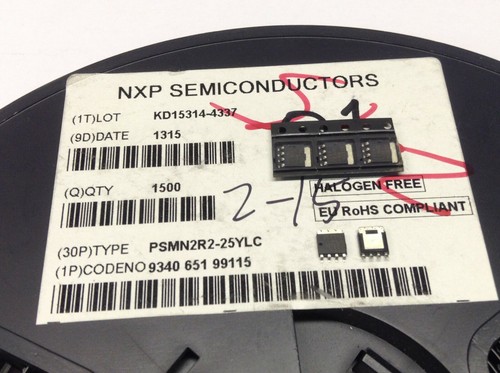 NXP SEMICONDUCTORS
(1T)LOT KD15314-4337
(9D)DATE 1315
(Q)QTY 1500
2-15
HALOGEN FREE
EU RoHS COMPLIANT
(30P)TYPE PSMN2R2-25YLC
(1P)CODENO 9340 651 99115